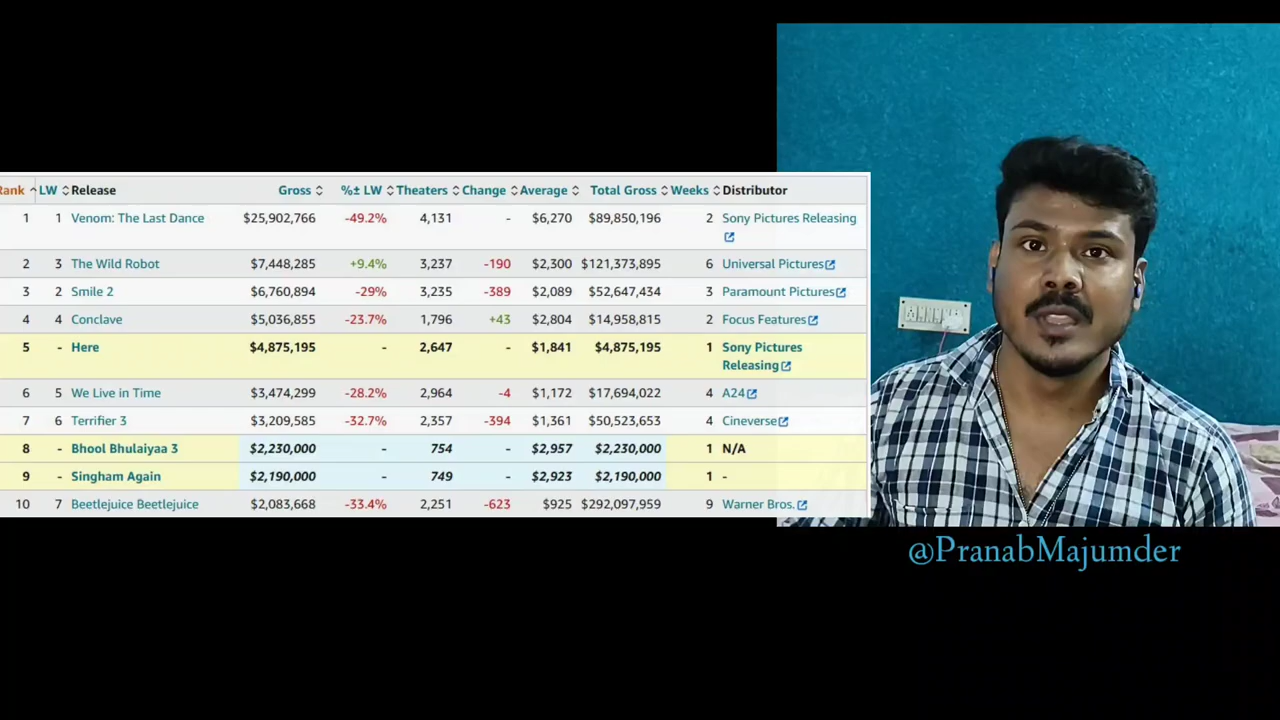 Rank LW Release Gross %± LW Theaters Change Average Total Gross Weeks Distributor
1 1 Venom: The Last Dance $25,902,766 -49.2% 4,131 - $6,270 $89,850,196 2 Sony Pictures Releasing
2 3 The Wild Robot $7,448,285 +9.4% 3,237 -190 $2,300 $121,373,895 6 Universal Pictures
3 2 Smile 2 $6,760,894 -29% 3,235 -389 $2,089 $52,647,434 3 Paramount Pictures
4 4 Conclave $5,036,855 -23.7% 1,796 +43 $2,804 $14,958,815 2 Focus Features
5 - Here $4,875,195 - 2,647 - $1,841 $4,875,195 1 Sony Pictures
Releasing
6 5 We Live in Time $3,474,299 -28.2% 2,964 -4 $1,172 $17,694,022 4 A24
7 6 Terrifier 3 $3,209,585 -32.7% 2,357 -394 $1,361 $50,523,653 4 Cineverse
8 - Bhool Bhulaiyaa 3 $2,230,000 - 754 - $2,957 $2,230,000 1 N/A
9 - Singham Again $2,190,000 - 749 - $2,923 $2,190,000 1 -
10 7 Beetlejuice Beetlejuice $2,083,668 -33.4% 2,251 -623 $925 $292,097,959 9 Warner Bros.
@PranabMajumder